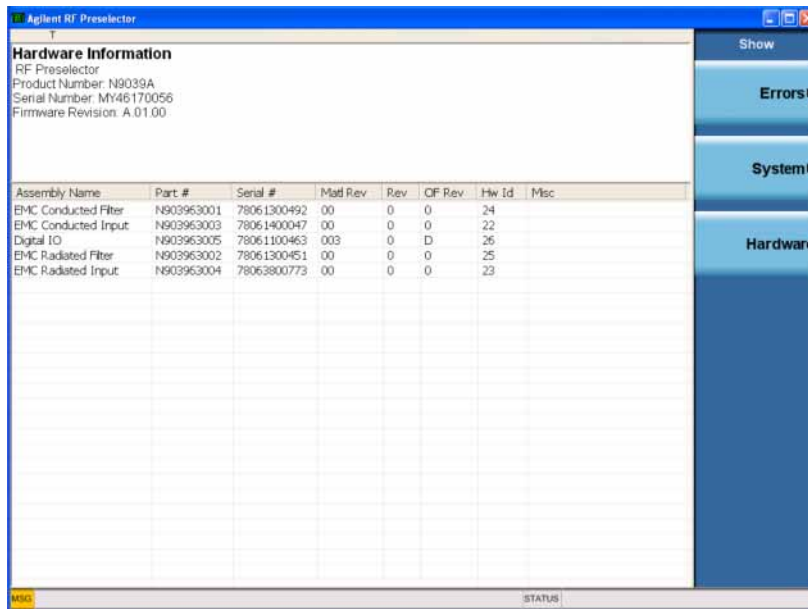 Agilent RF Preselector
T
Show
Hardware Information
RF Preselector
Product Number: N9039A
Serial Number: MY46170056
Firmware Revision: A.01.00
Errors
System
Hardware
Assembly Name Part # Serial # Matl Rev Rev OF Rev Hw Id Misc
EMC Conducted Filter N903963001 78061300492 00 0 0 24
EMC Conducted Input N903963003 78061400047 00 0 0 22
Digital IO N903963005 78061100463 003 0 D 26
EMC Radiated Filter N903963002 78061300451 00 0 0 25
EMC Radiated Input N903963004 78063800773 00 0 0 23
MSG STATUS